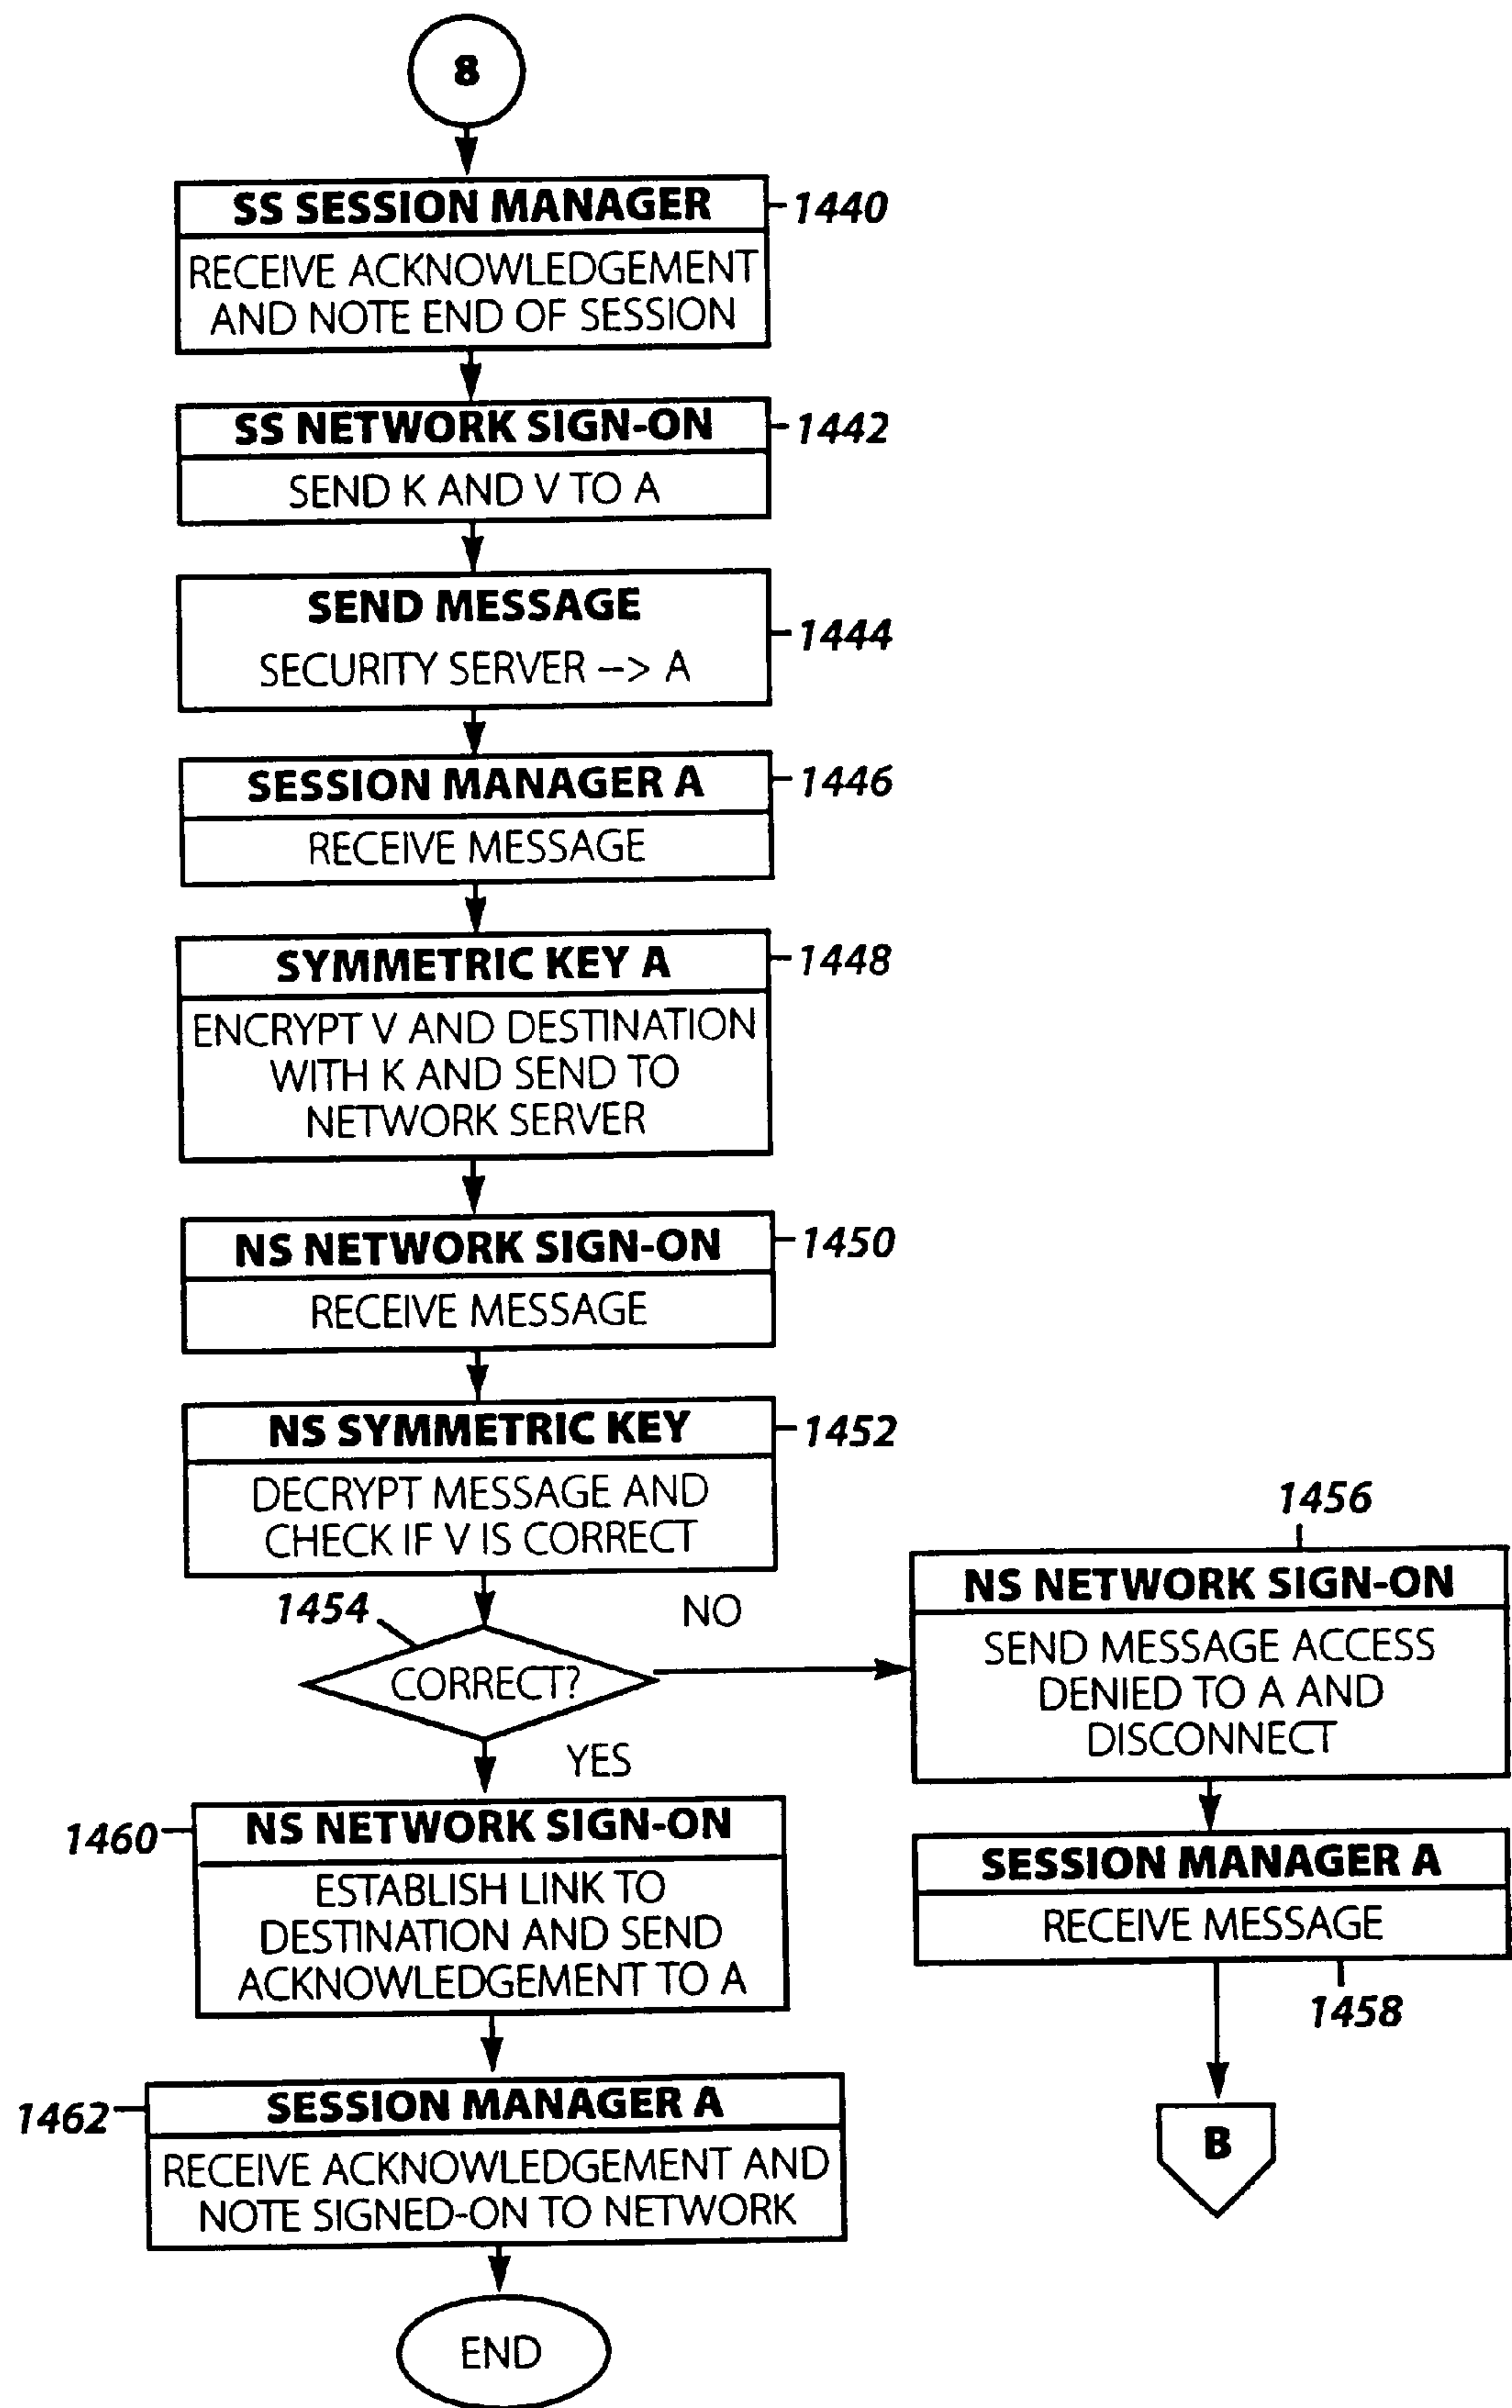 8
SS SESSION MANAGER
1440
RECEIVE ACKNOWLEDGEMENT
AND NOTE END OF SESSION
SS NETWORK SIGN-ON
1442
SEND K AND V TO A
SEND MESSAGE
1444
SECURITY SERVER --> A
SESSION MANAGER A
1446
RECEIVE MESSAGE
SYMMETRIC KEY A
1448
ENCRYPT V AND DESTINATION
WITH K AND SEND TO
NETWORK SERVER
NS NETWORK SIGN-ON
1450
RECEIVE MESSAGE
NS SYMMETRIC KEY
1452
DECRYPT MESSAGE AND
CHECK IF V IS CORRECT
1454
CORRECT?
NO
1456
NS NETWORK SIGN-ON
SEND MESSAGE ACCESS
DENIED TO A AND
DISCONNECT
SESSION MANAGER A
RECEIVE MESSAGE
1458
B
YES
1460
NS NETWORK SIGN-ON
ESTABLISH LINK TO
DESTINATION AND SEND
ACKNOWLEDGEMENT TO A
1462
SESSION MANAGER A
RECEIVE ACKNOWLEDGEMENT AND
NOTE SIGNED-ON TO NETWORK
END